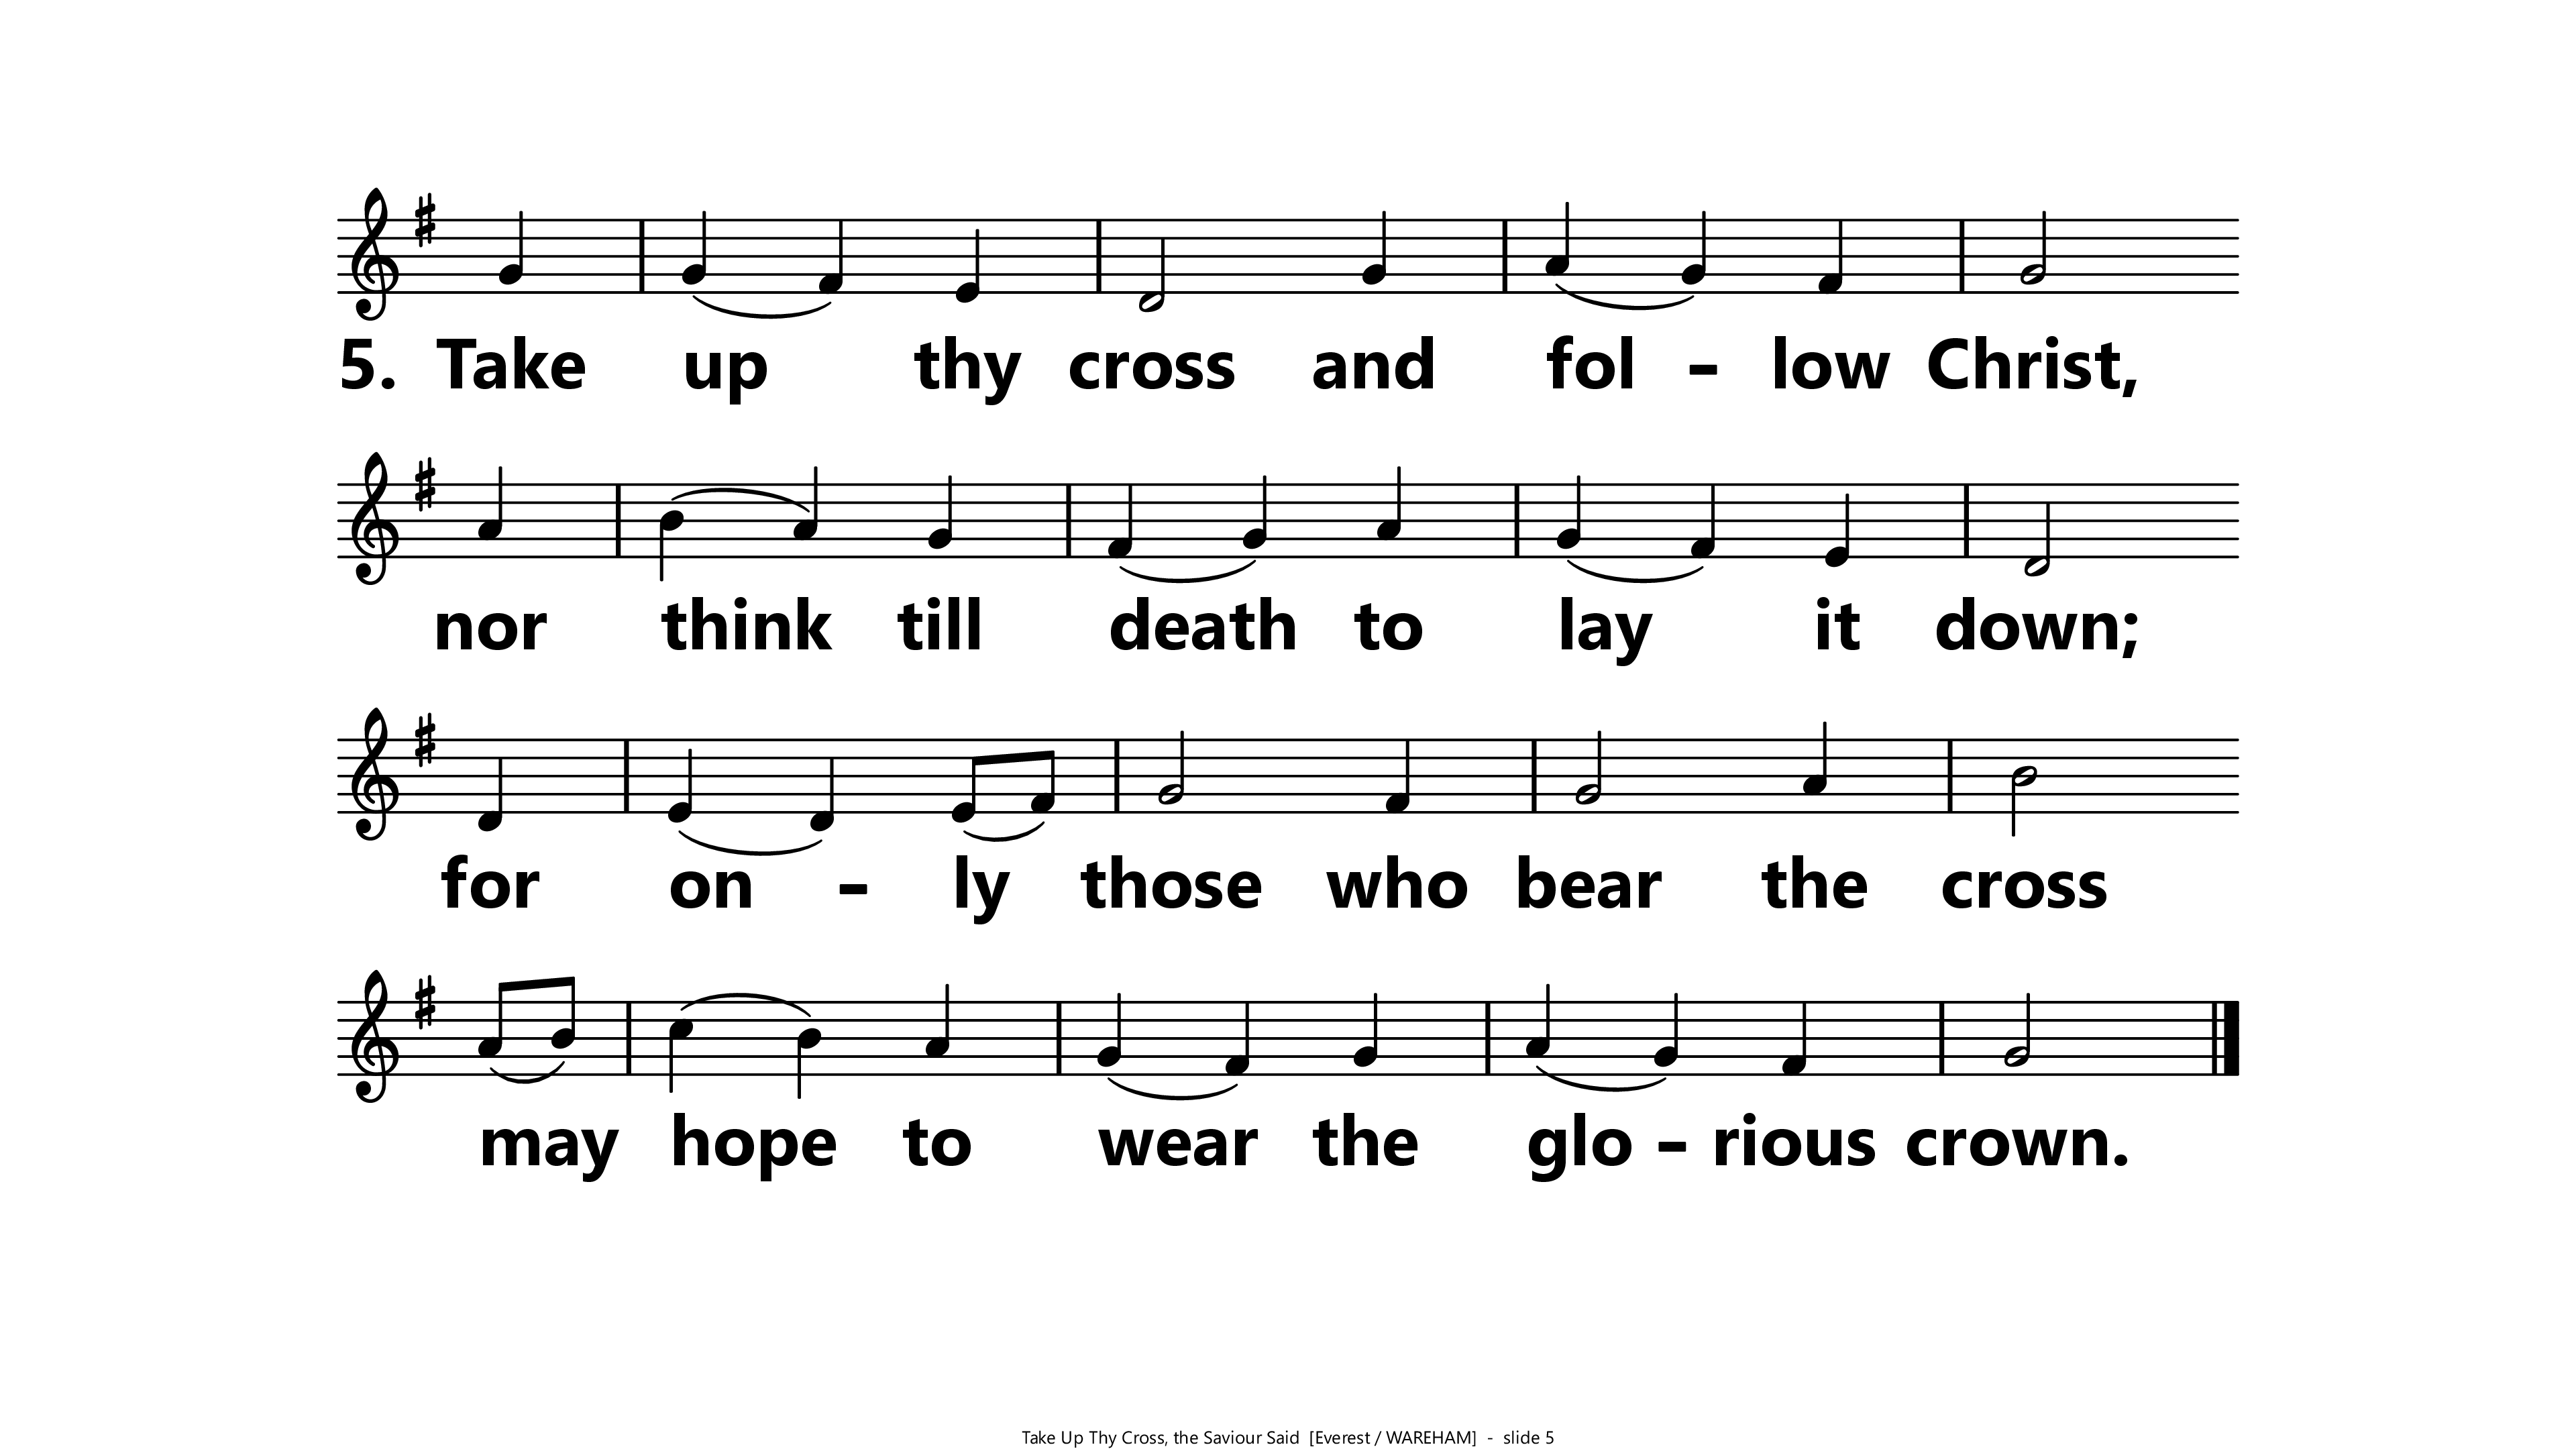 5. Take up thy cross and fol - low Christ,
nor think till death to lay it down;
for on - ly those who bear the cross
may hope to wear the glo - rious crown.
Take Up Thy Cross, the Saviour Said [Everest / WAREHAM] - slide 5